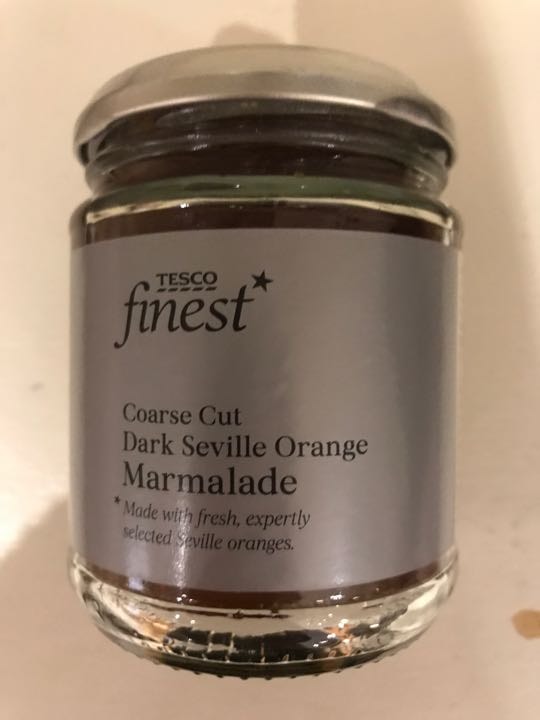 TESCO
finest*
Coarse Cut
Dark Seville Orange
Marmalade
*Made with fresh, expertly
selected Seville oranges.